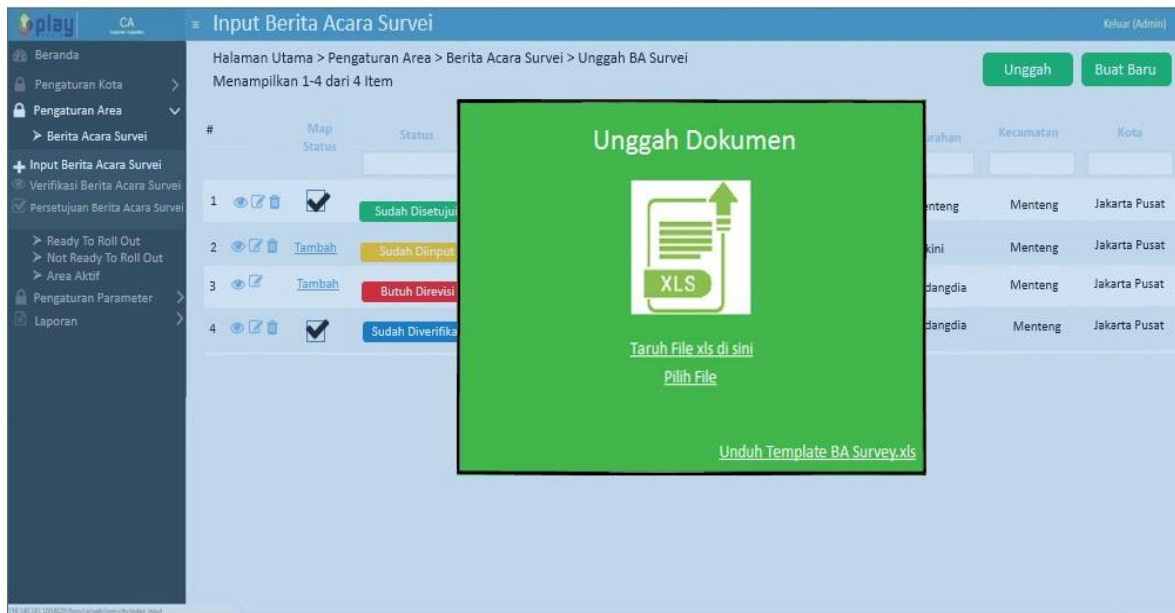 play
CA
≡ Input Berita Acara Survei
Keluar (Admin)
Beranda
Pengaturan Kota >
Pengaturan Area
➢ Berita Acara Survei
Input Berita Acara Survei
Verifikasi Berita Acara Survei
Persetujuan Berita Acara Survei
➢ Ready To Roll Out
➢ Not Ready To Roll Out
➢ Area Aktif
Pengaturan Parameter >
Laporan >
Halaman Utama > Pengaturan Area > Berita Acara Survei > Unggah BA Survei
Menampilkan 1-4 dari 4 Item
Unggah
Buat Baru
# Map Status Status urahan Kecamatan Kota
1 Sudah Disetujui enteng Menteng Jakarta Pusat
2 Tambah Sudah Diinput kini Menteng Jakarta Pusat
3 Tambah Butuh Direvisi dangdia Menteng Jakarta Pusat
4 Sudah Diverifika dangdia Menteng Jakarta Pusat
Unggah Dokumen
XLS
Taruh File xls di sini
Pilih File
Unduh Template BA Survey.xls